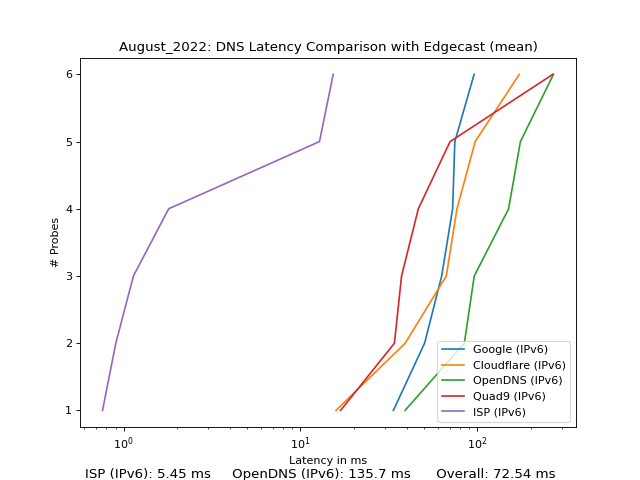 August_2022: DNS Latency Comparison with Edgecast (mean)
6
5
4
3
2
1
# Probes
Google (IPv6)
Cloudflare (IPv6)
OpenDNS (IPv6)
Quad9 (IPv6)
ISP (IPv6)
10⁰ 10¹ 10²
Latency in ms
ISP (IPv6): 5.45 ms OpenDNS (IPv6): 135.7 ms Overall: 72.54 ms